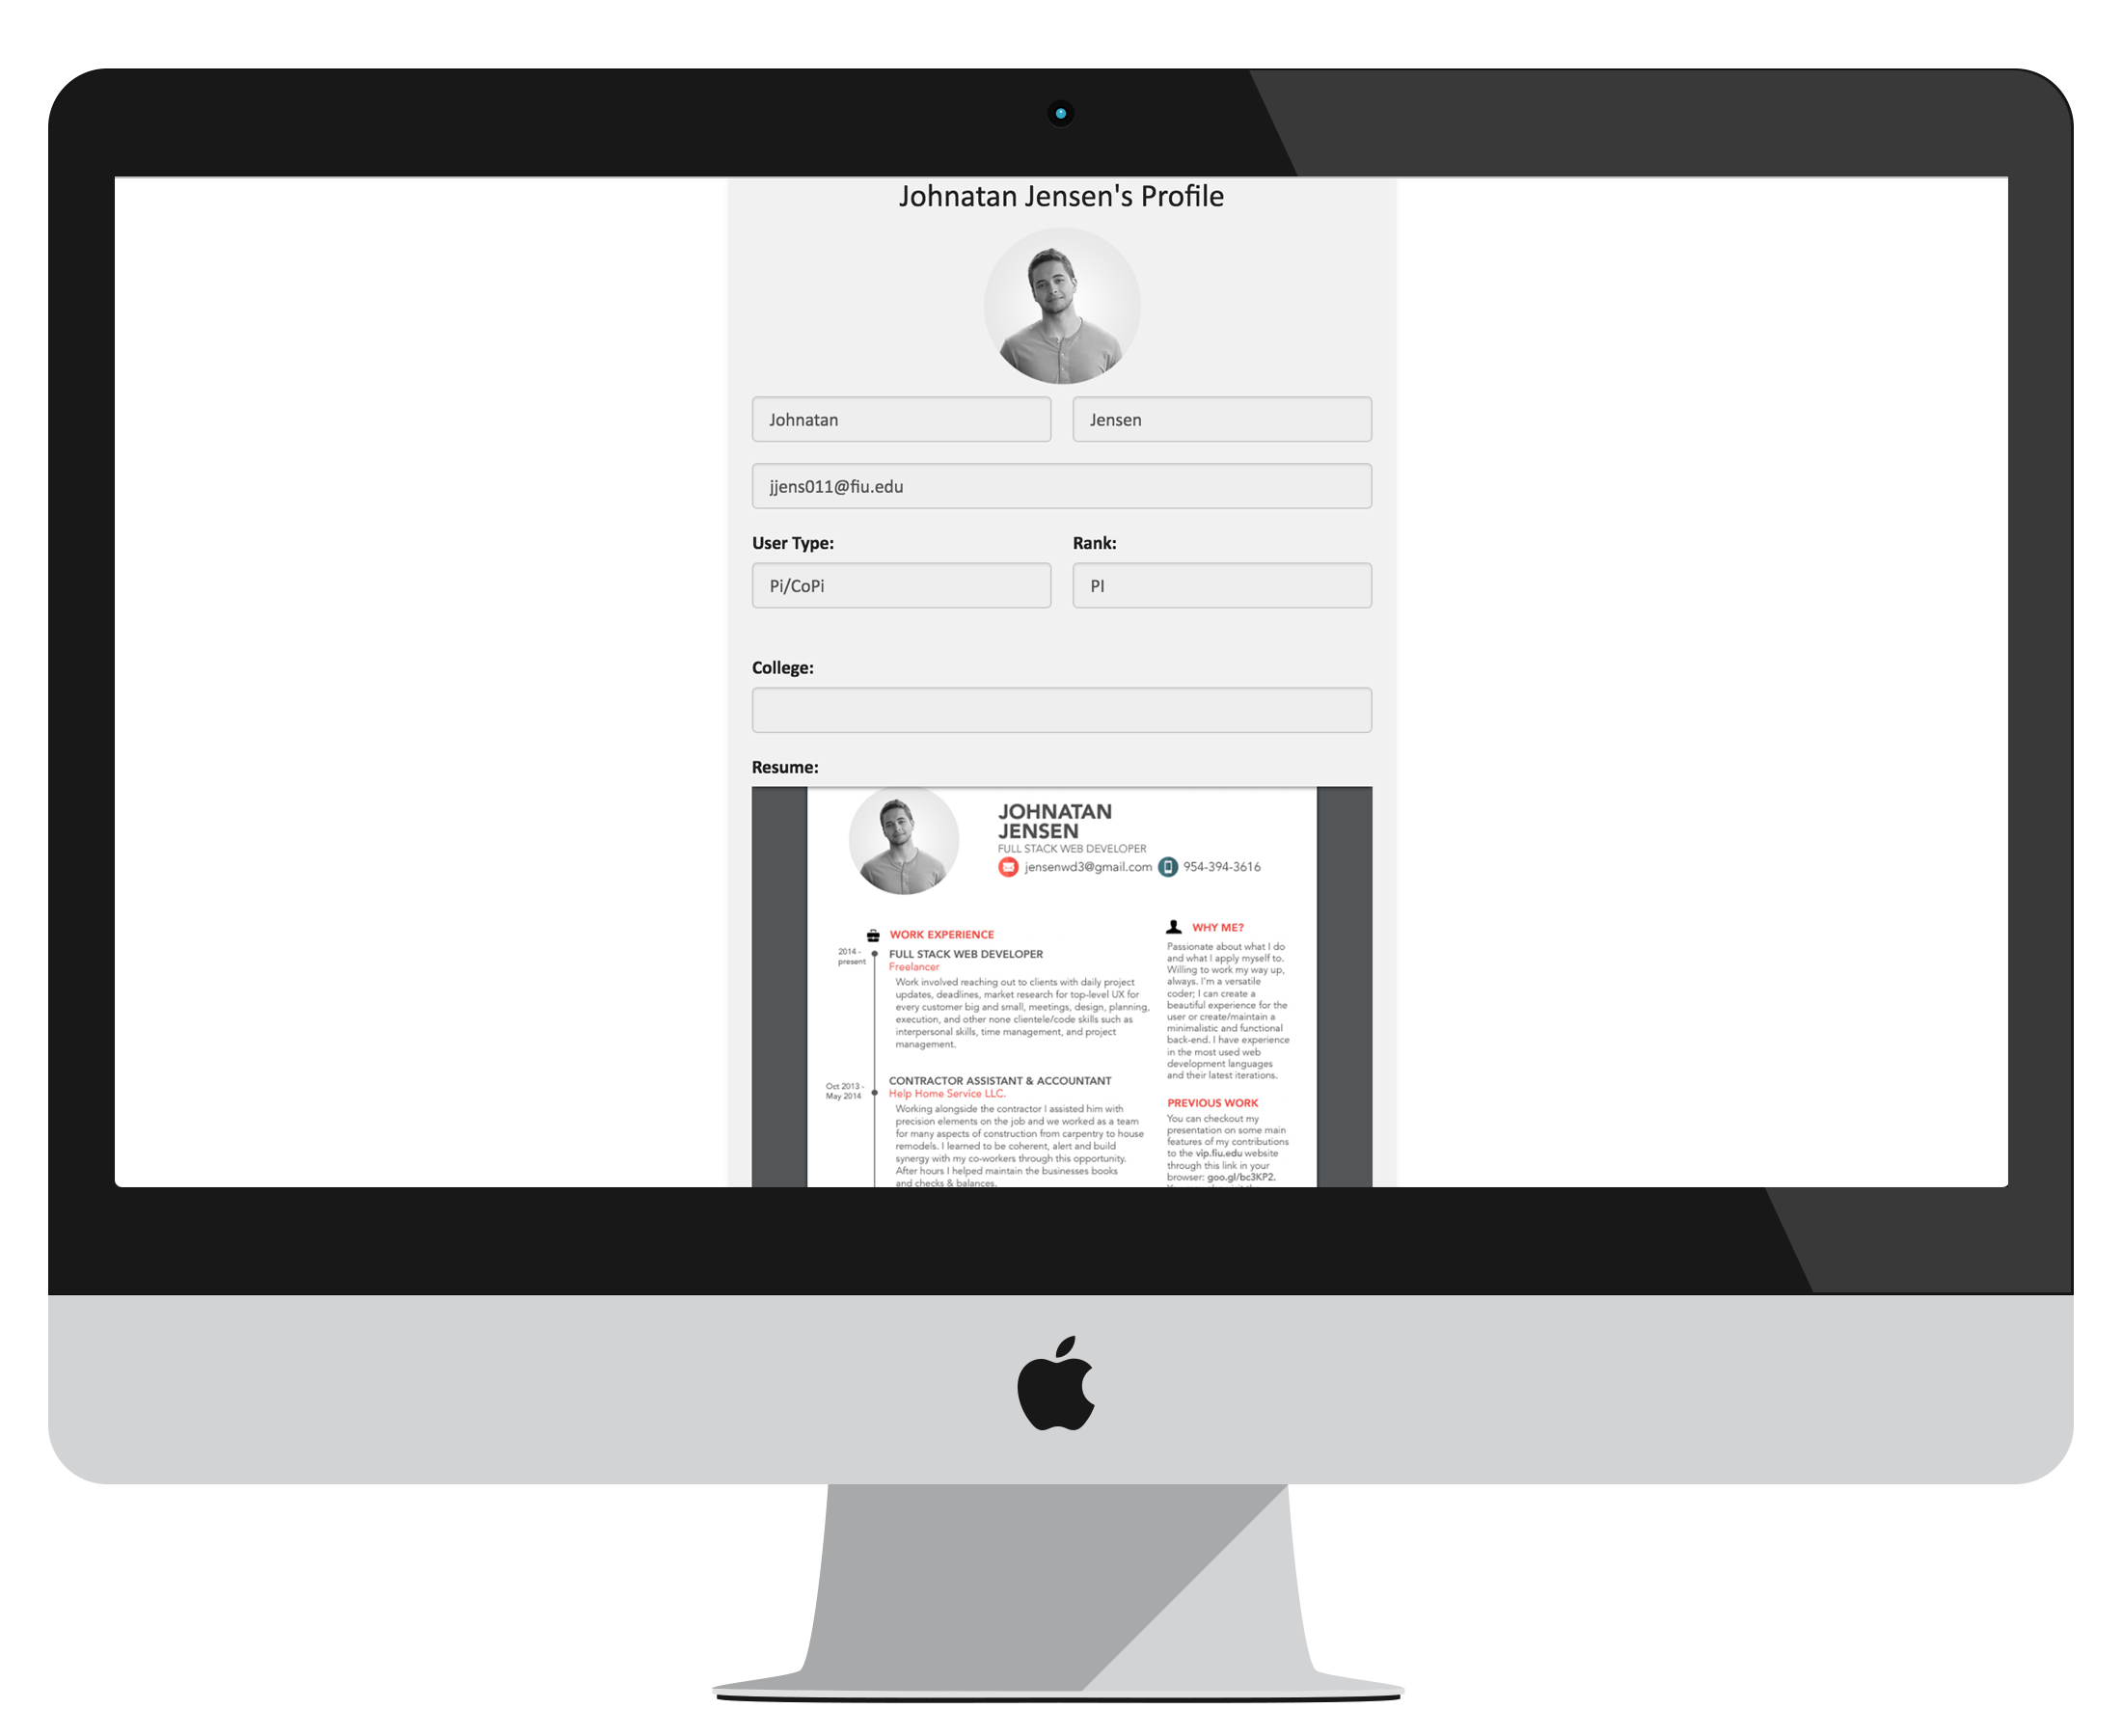 Johnatan Jensen's Profile
Johnatan
Jensen
jjens011@fiu.edu
User Type:
Rank:
Pi/CoPi
PI
College:
Resume:
JOHNATAN
JENSEN
FULL STACK WEB DEVELOPER
jensenwd3@gmail.com 954-394-3616
WORK EXPERIENCE
2014 -
present
FULL STACK WEB DEVELOPER
Freelancer
Work involved reaching out to clients with daily project
updates, deadlines, market research for top-level UX for
every customer big and small, meetings, design, planning,
execution, and other none clientele/code skills such as
interpersonal skills, time management, and project
management.
Oct 2013 -
May 2014
CONTRACTOR ASSISTANT & ACCOUNTANT
Help Home Service LLC.
Working alongside the contractor I assisted him with
precision elements on the job and we worked as a team
for many aspects of construction from carpentry to house
remodels. I learned to be coherent, alert and build
synergy with my co-workers through this opportunity.
After hours I helped maintain the businesses books
and checks & balances.
WHY ME?
Passionate about what I do
and what I apply myself to.
Willing to work my way up,
always. I'm a versatile
coder; I can create a
beautiful experience for the
user or create/maintain a
minimalistic and functional
back-end. I have experience
in the most used web
development languages
and their latest iterations.
PREVIOUS WORK
You can checkout my
presentation on some main
features of my contributions
to the vip.fiu.edu website
through this link in your
browser: goo.gl/bc3KP2.